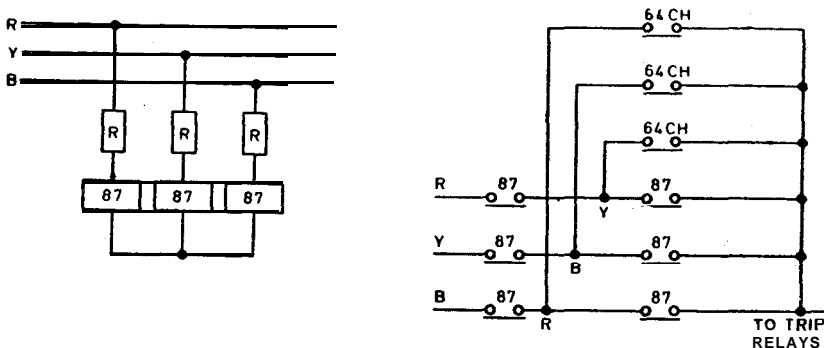 R
Y
B
R R R
87 87 87
64CH
64CH
64CH
R 87 87
Y
Y 87 87
B
B 87 87
R
TO TRIP
RELAYS